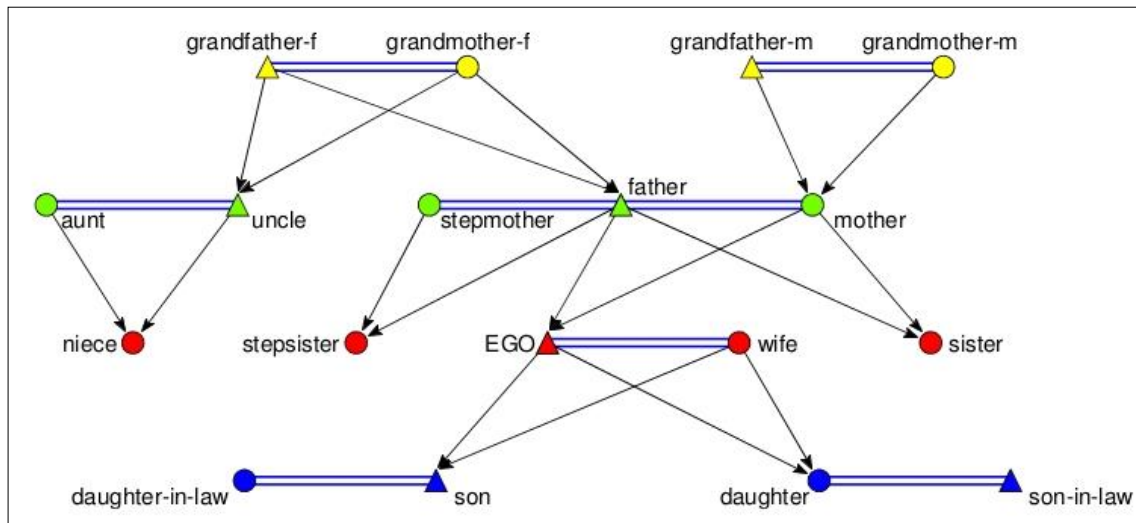 grandfather-f
grandmother-f
grandfather-m
grandmother-m
father
aunt
uncle
stepmother
mother
niece
stepsister
EGO
wife
sister
daughter-in-law
son
daughter
son-in-law